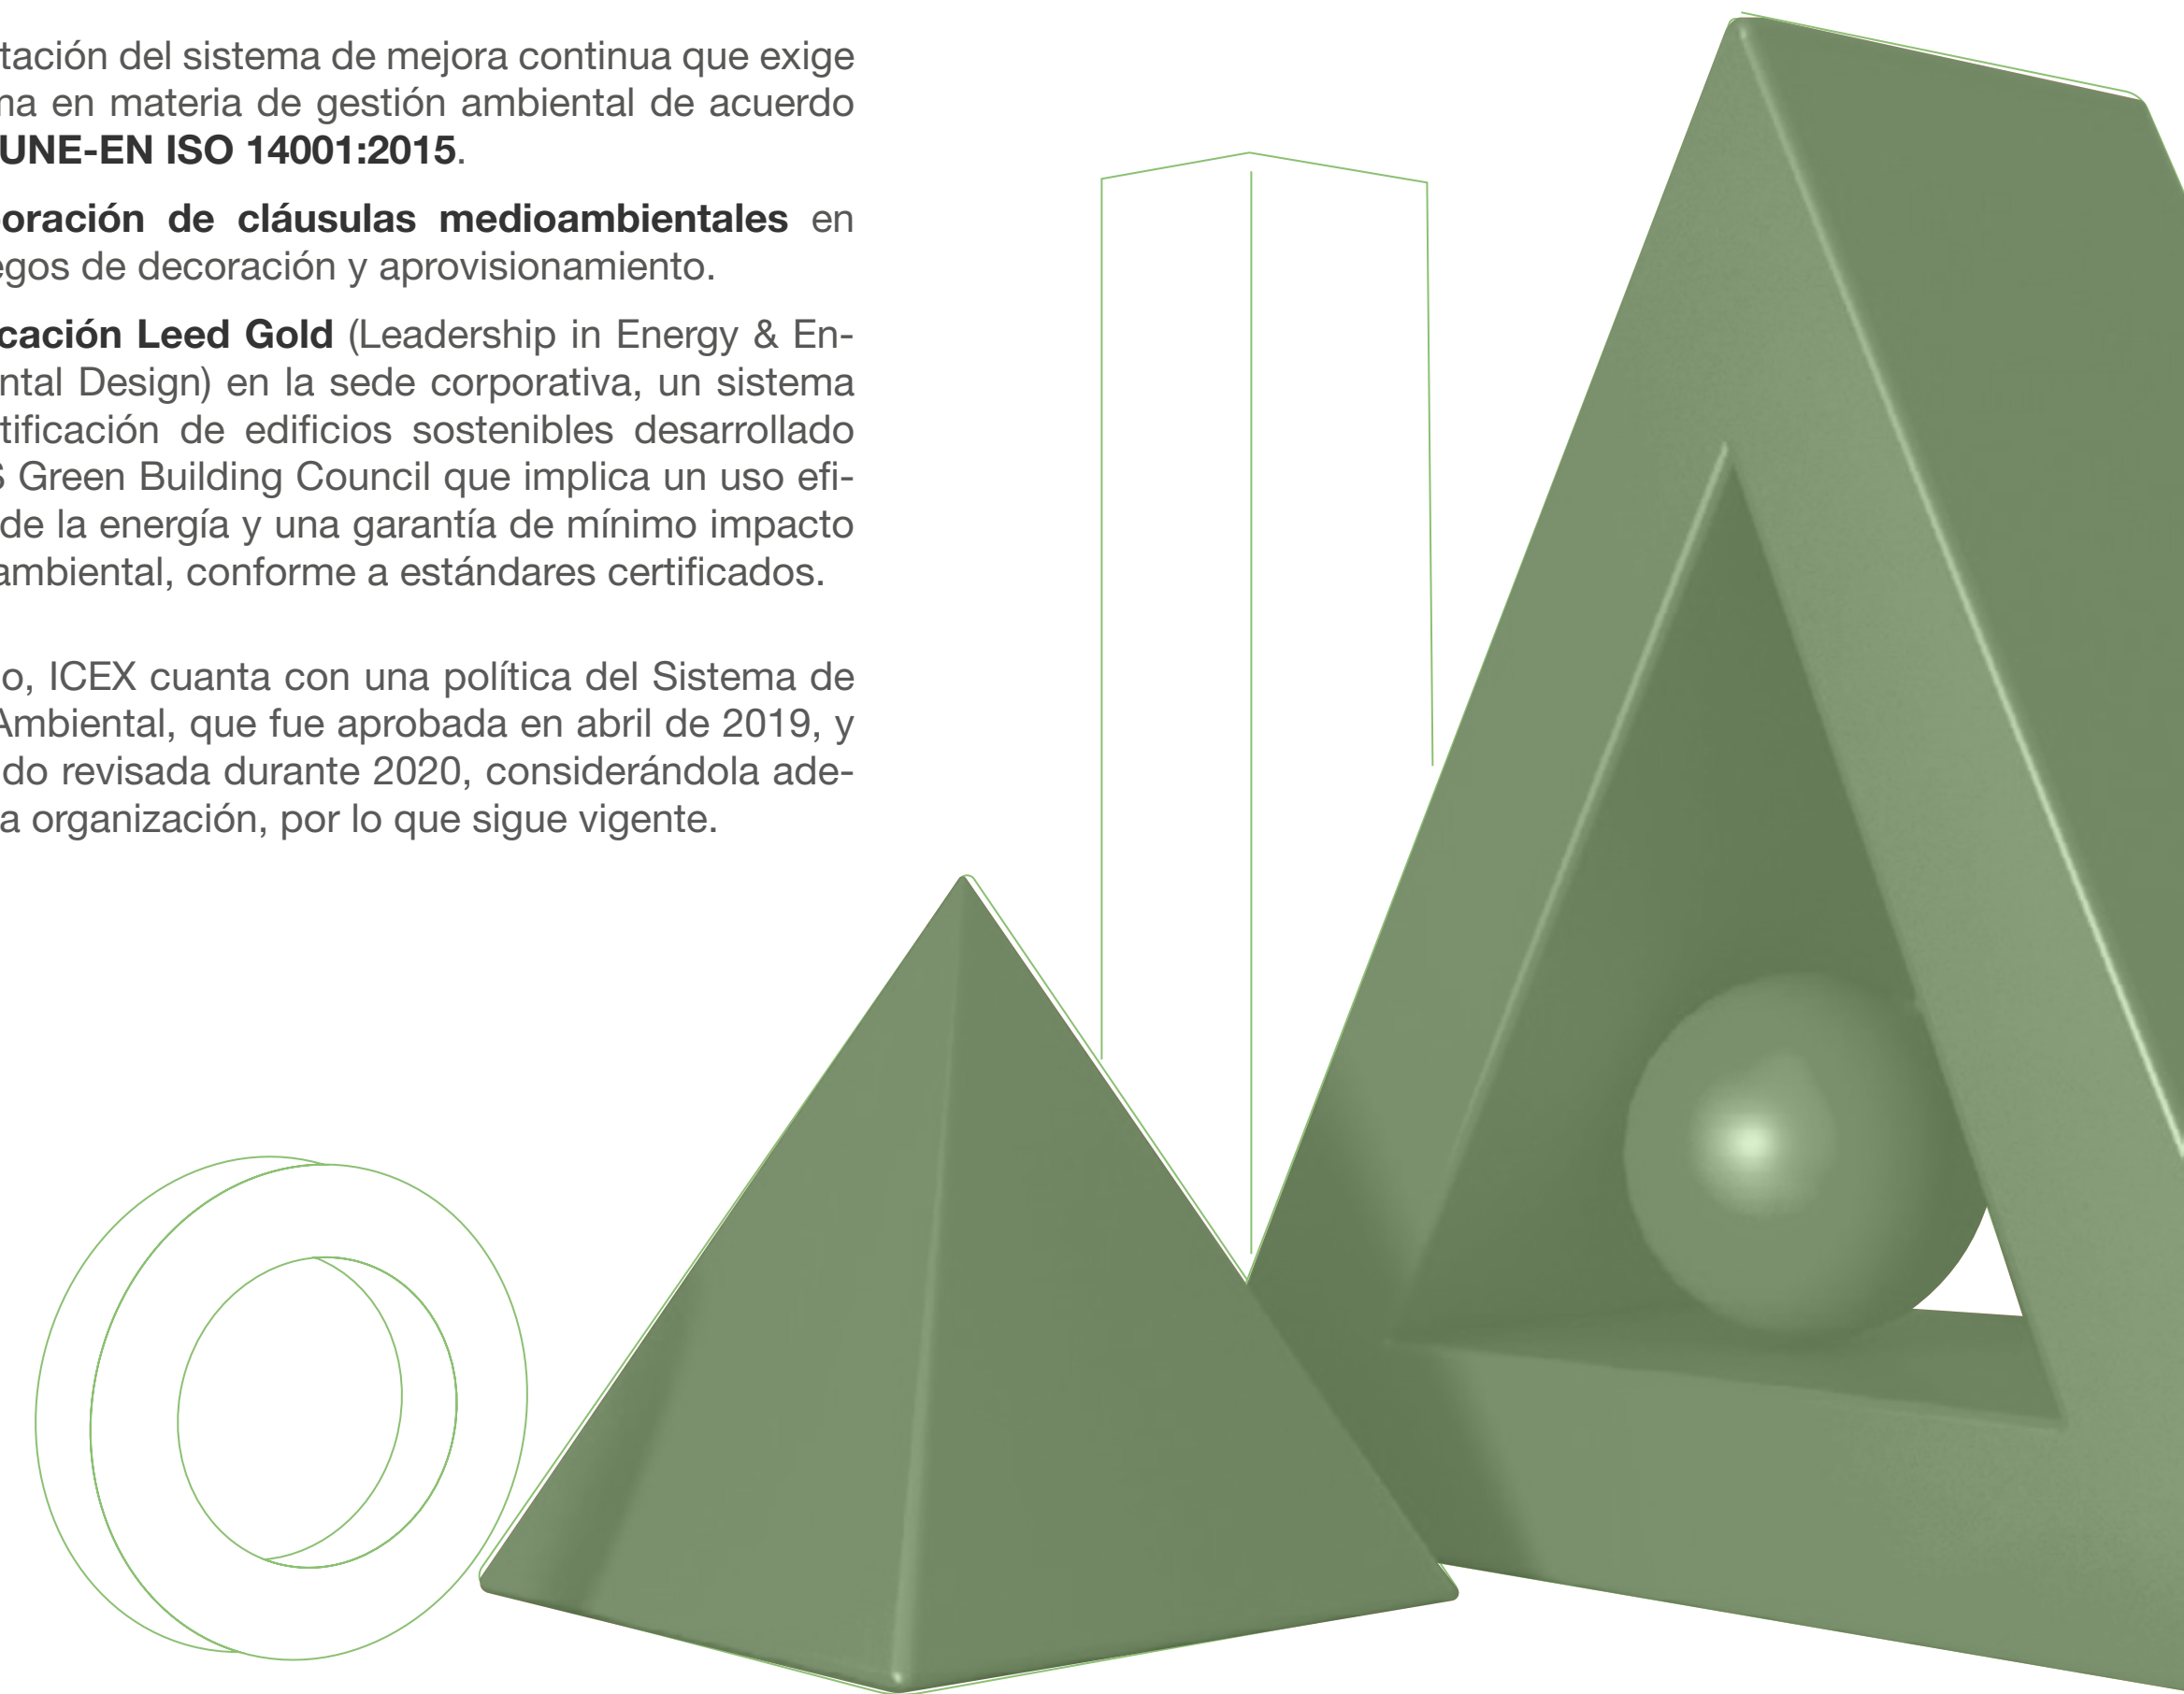 tación del sistema de mejora continua que exige
na en materia de gestión ambiental de acuerdo
UNE-EN ISO 14001:2015.
oración de cláusulas medioambientales en
egos de decoración y aprovisionamiento.
cación Leed Gold (Leadership in Energy & En-
ntal Design) en la sede corporativa, un sistema
tificación de edificios sostenibles desarrollado
S Green Building Council que implica un uso efi-
de la energía y una garantía de mínimo impacto
ambiental, conforme a estándares certificados.
o, ICEX cuanta con una política del Sistema de
Ambiental, que fue aprobada en abril de 2019, y
do revisada durante 2020, considerándola ade-
a organización, por lo que sigue vigente.